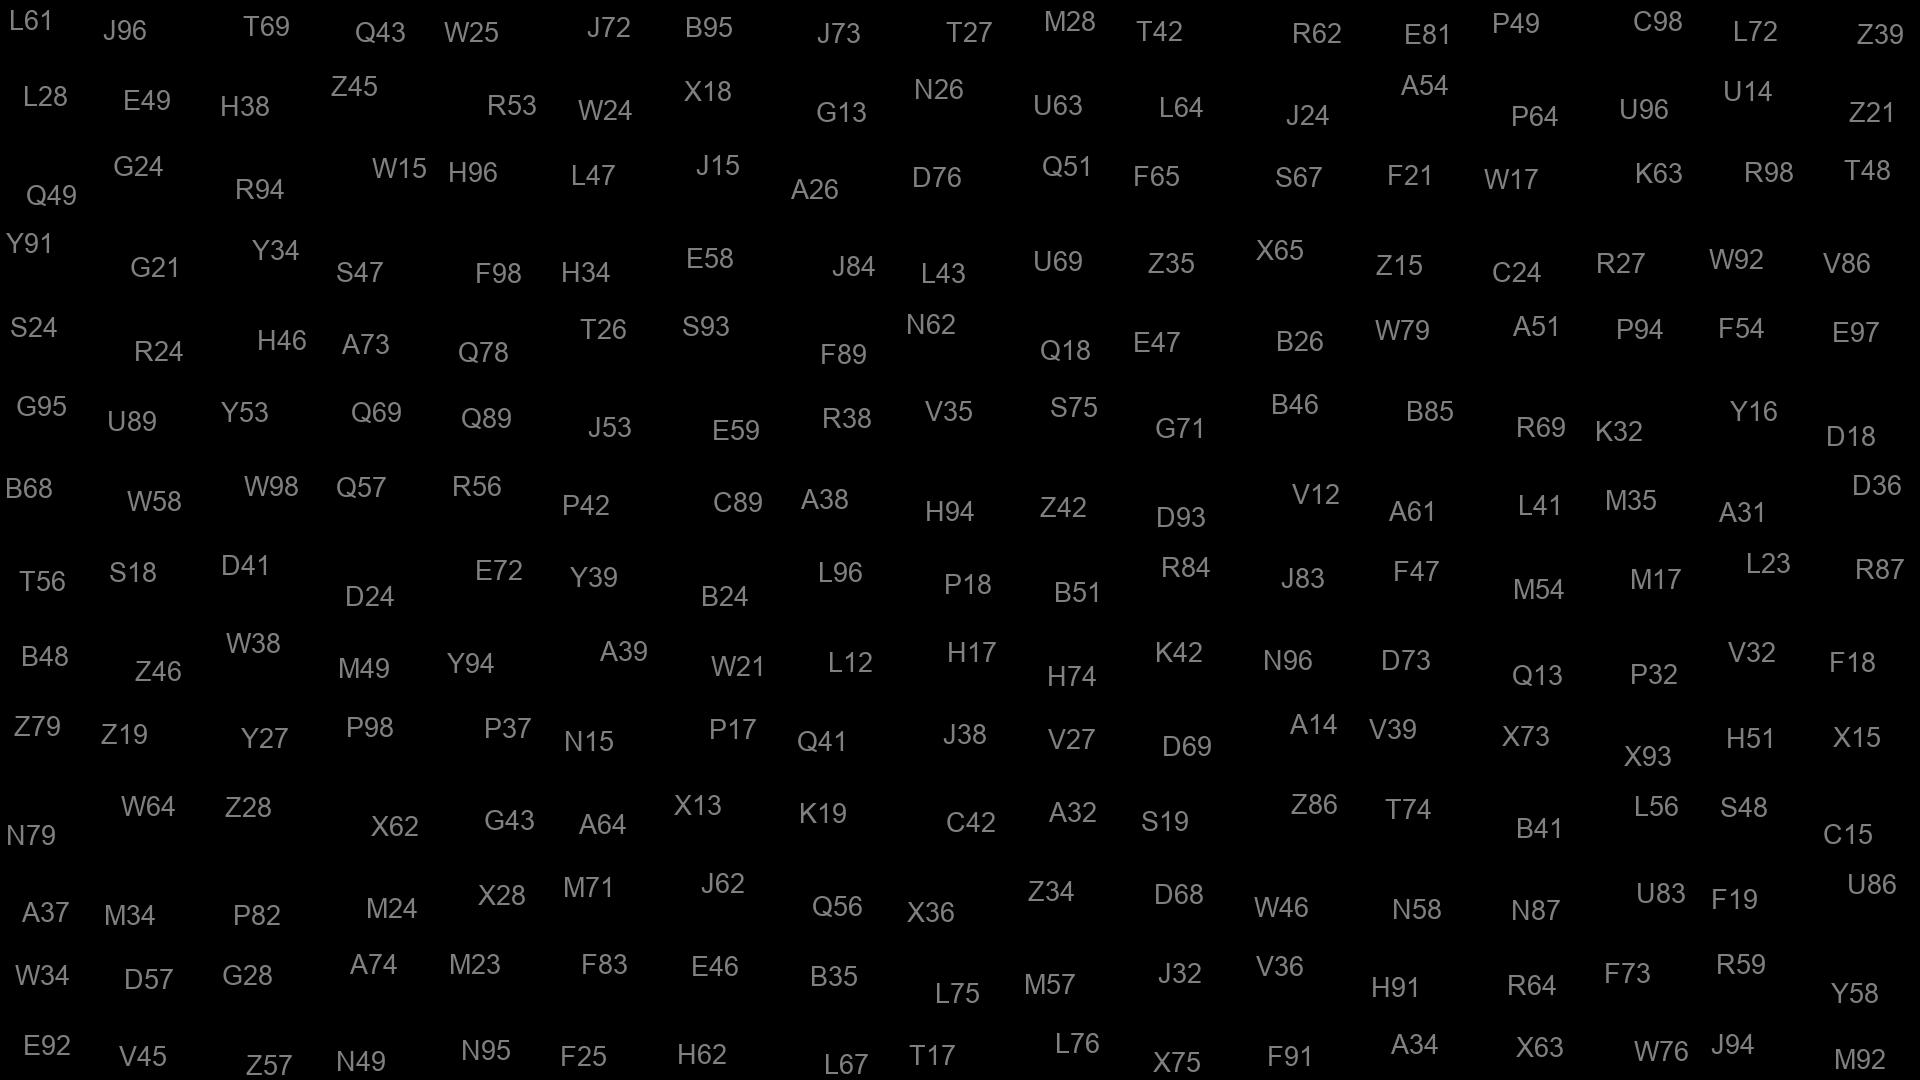 L61 J96 T69 Q43 W25 J72 B95 J73 T27 M28 T42 R62 E81 P49 C98 L72 Z39
L28 E49 H38 Z45 R53 W24 X18 G13 N26 U63 L64 J24 A54 P64 U96 U14 Z21
Q49 G24 R94 W15 H96 L47 J15 A26 D76 Q51 F65 S67 F21 W17 K63 R98 T48
Y91 G21 Y34 S47 F98 H34 E58 J84 L43 U69 Z35 X65 Z15 C24 R27 W92 V86
S24 R24 H46 A73 Q78 T26 S93 F89 N62 Q18 E47 B26 W79 A51 P94 F54 E97
G95 U89 Y53 Q69 Q89 J53 E59 R38 V35 S75 G71 B46 B85 R69 K32 Y16 D18
B68 W58 W98 Q57 R56 P42 C89 A38 H94 Z42 D93 V12 A61 L41 M35 A31 D36
T56 S18 D41 D24 E72 Y39 B24 L96 P18 B51 R84 J83 F47 M54 M17 L23 R87
B48 Z46 W38 M49 Y94 A39 W21 L12 H17 H74 K42 N96 D73 Q13 P32 V32 F18
Z79 Z19 Y27 P98 P37 N15 P17 Q41 J38 V27 D69 A14 V39 X73 X93 H51 X15
N79 W64 Z28 X62 G43 A64 X13 K19 C42 A32 S19 Z86 T74 B41 L56 S48 C15
A37 M34 P82 M24 X28 M71 J62 Q56 X36 Z34 D68 W46 N58 N87 U83 F19 U86
W34 D57 G28 A74 M23 F83 E46 B35 L75 M57 J32 V36 H91 R64 F73 R59 Y58
E92 V45 Z57 N49 N95 F25 H62 L67 T17 L76 X75 F91 A34 X63 W76 J94 M92